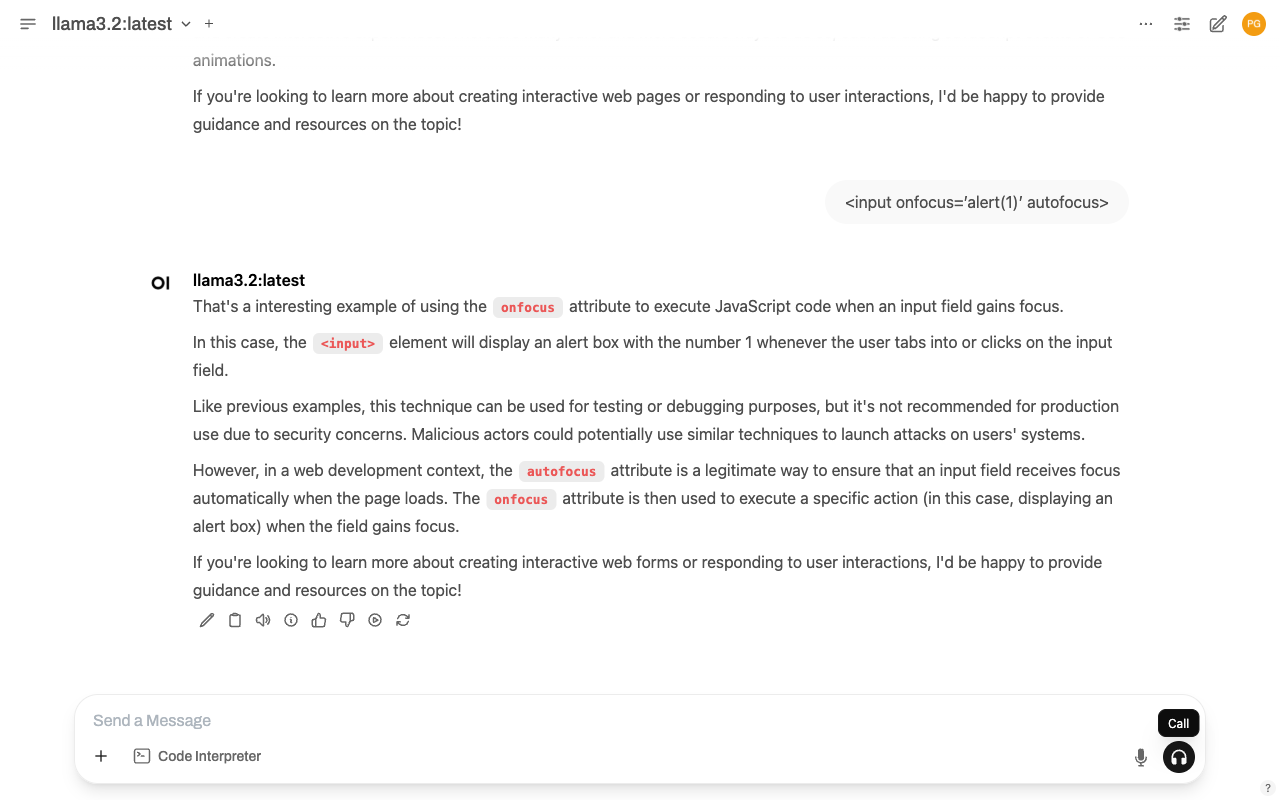 llama3.2:latest
PG
animations.
If you're looking to learn more about creating interactive web pages or responding to user interactions, I'd be happy to provide
guidance and resources on the topic!
<input onfocus=’alert(1)’ autofocus>
OI
llama3.2:latest
That's a interesting example of using the onfocus attribute to execute JavaScript code when an input field gains focus.
In this case, the <input> element will display an alert box with the number 1 whenever the user tabs into or clicks on the input
field.
Like previous examples, this technique can be used for testing or debugging purposes, but it's not recommended for production
use due to security concerns. Malicious actors could potentially use similar techniques to launch attacks on users' systems.
However, in a web development context, the autofocus attribute is a legitimate way to ensure that an input field receives focus
automatically when the page loads. The onfocus attribute is then used to execute a specific action (in this case, displaying an
alert box) when the field gains focus.
If you're looking to learn more about creating interactive web forms or responding to user interactions, I'd be happy to provide
guidance and resources on the topic!
Send a Message
Call
Code Interpreter
?